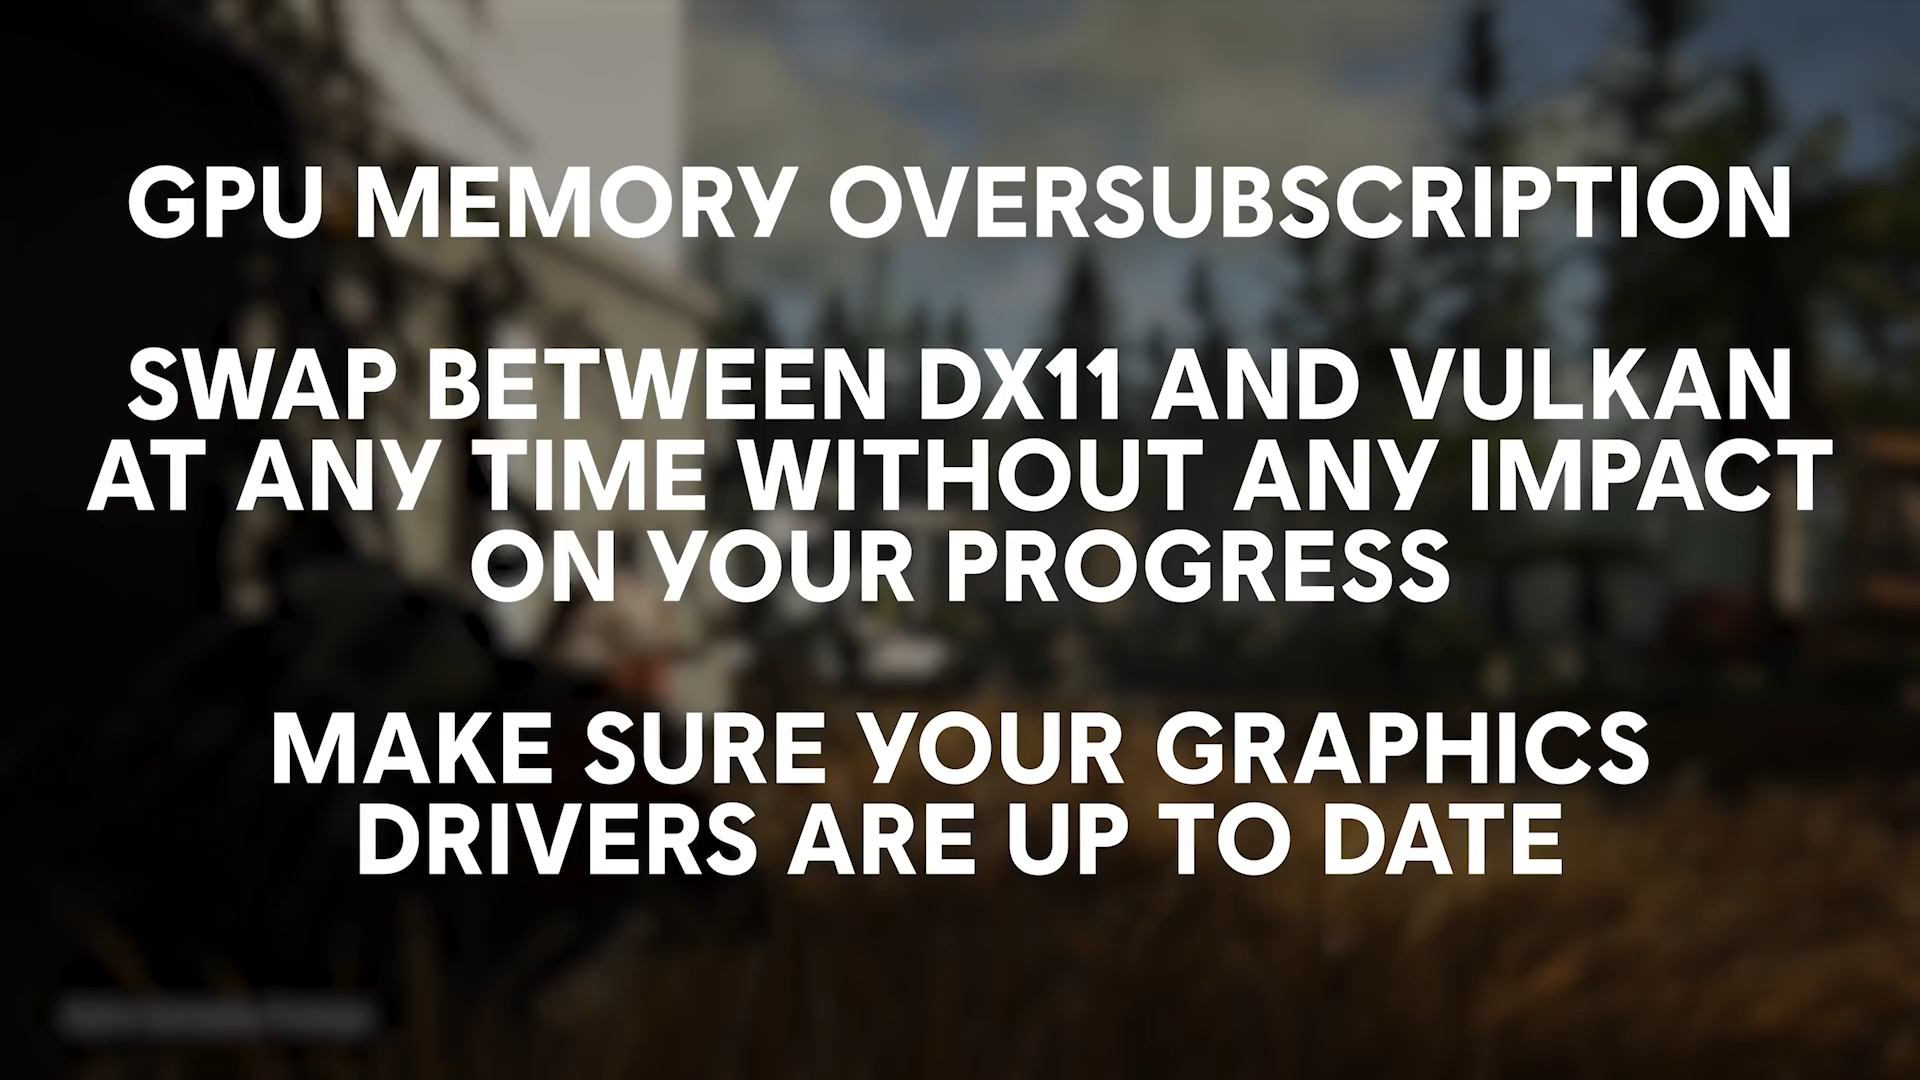 GPU MEMORY OVERSUBSCRIPTION
SWAP BETWEEN DX11 AND VULKAN
AT ANY TIME WITHOUT ANY IMPACT
ON YOUR PROGRESS
MAKE SURE YOUR GRAPHICS
DRIVERS ARE UP TO DATE